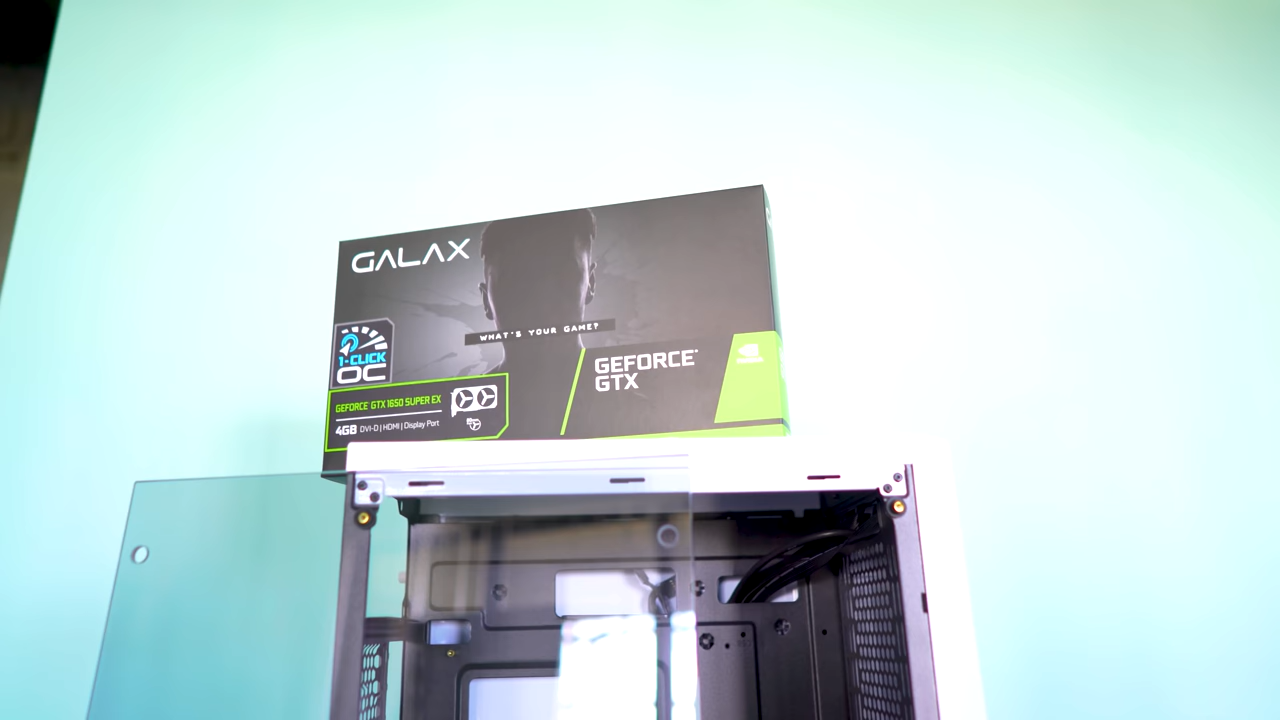 GALAX
WHAT'S YOUR GAME?
1-CLICK
OC
GEFORCE®
GTX
GEFORCE® GTX 1650 SUPER EX
4GB DVI-D | HDMI | Display Port